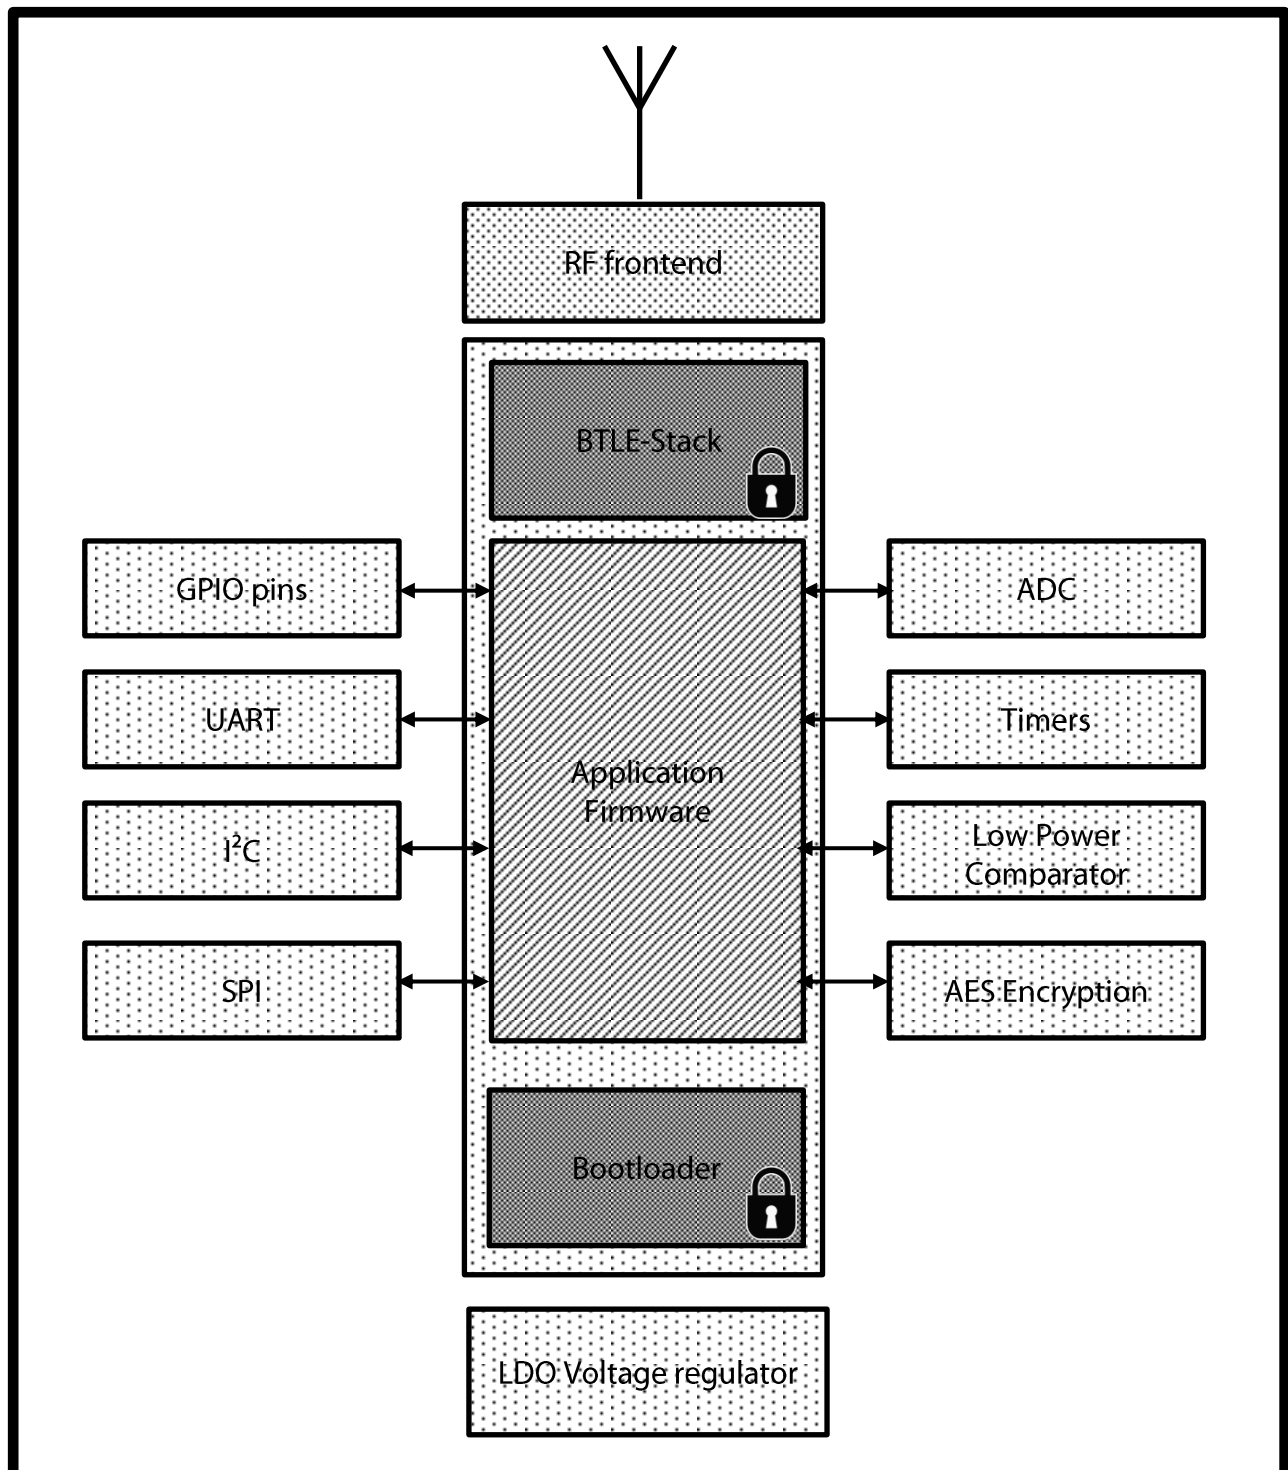 RF frontend
BTLE-Stack
GPIO pins
ADC
UART
Timers
Application
Firmware
I²C
Low Power
Comparator
SPI
AES Encryption
Bootloader
LDO Voltage regulator